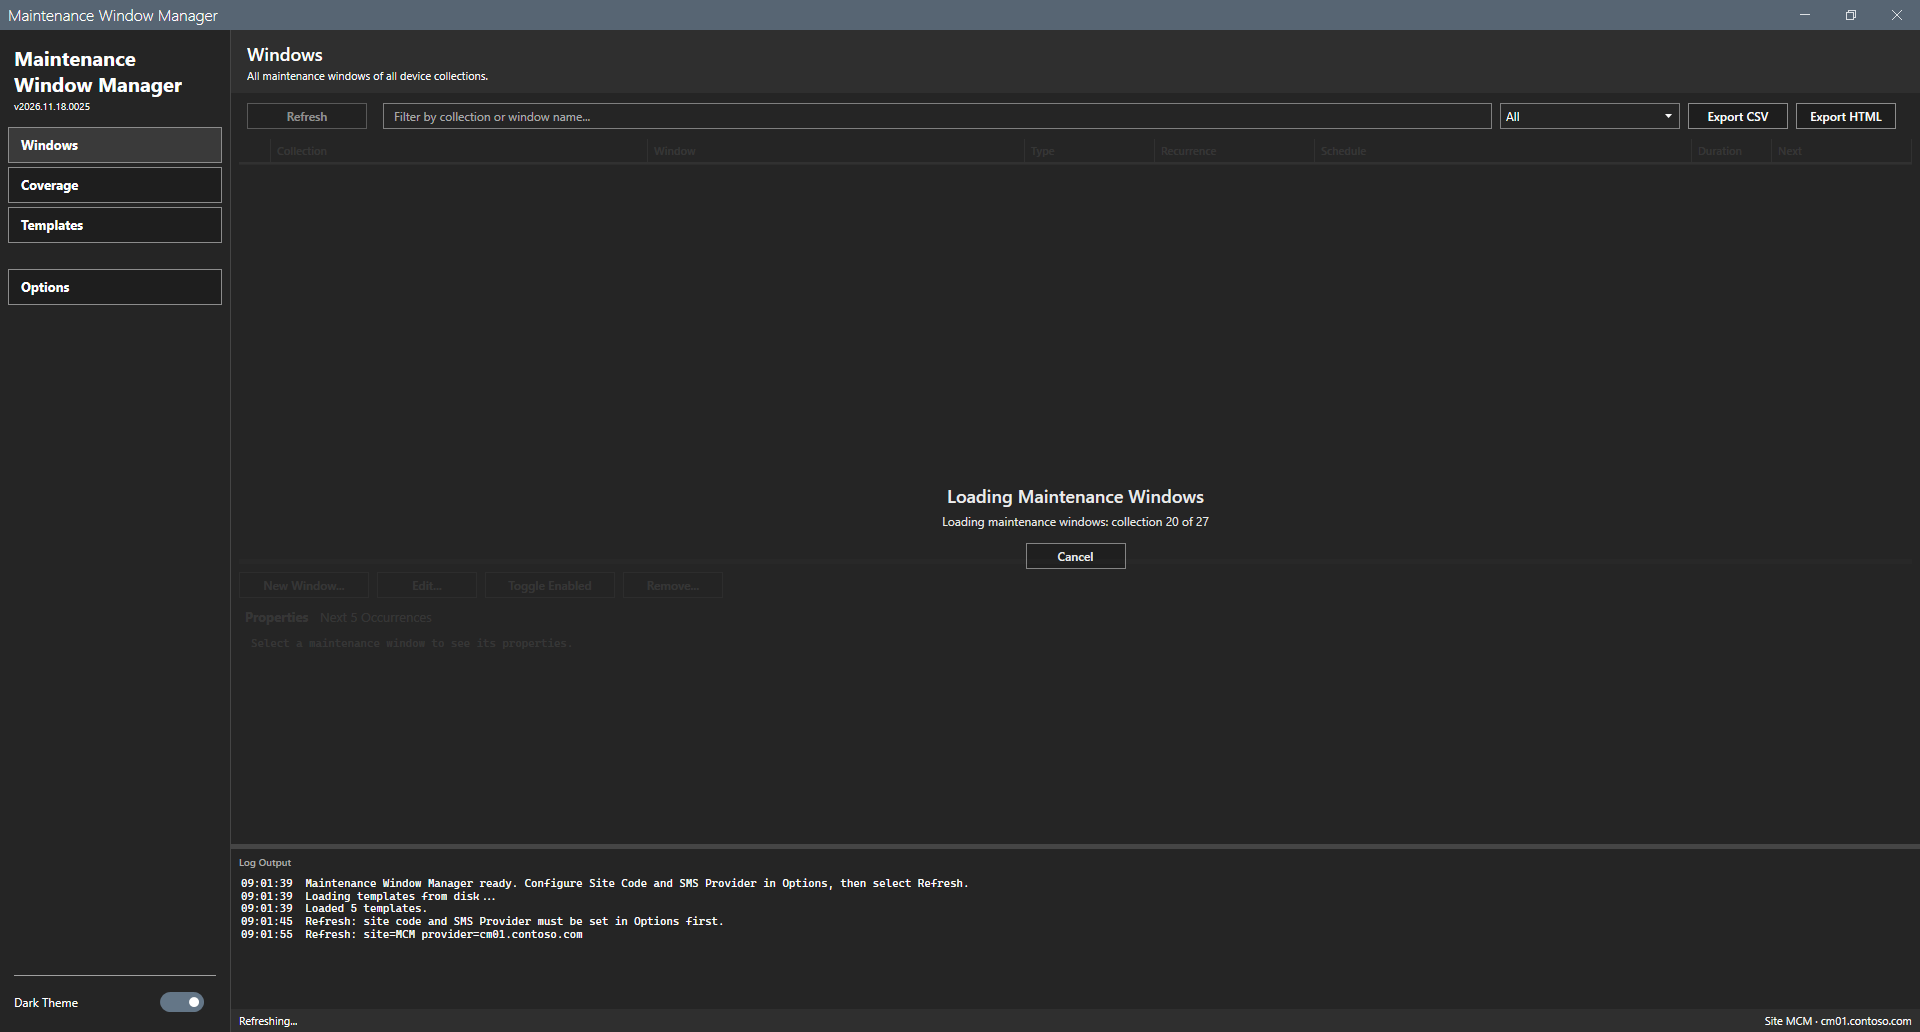 Maintenance Window Manager
Maintenance
Window Manager
v2026.11.18.0025
Windows
Coverage
Templates
Options
Dark Theme
Windows
All maintenance windows of all device collections.
Refresh
Filter by collection or window name...
All
Export CSV
Export HTML
Collection
Window
Type
Recurrence
Schedule
Duration
Next
Loading Maintenance Windows
Loading maintenance windows: collection 20 of 27
Cancel
New Window...
Edit...
Toggle Enabled
Remove...
Properties
Next 5 Occurrences
Select a maintenance window to see its properties.
Log Output
09:01:39 Maintenance Window Manager ready. Configure Site Code and SMS Provider in Options, then select Refresh.
09:01:39 Loading templates from disk...
09:01:39 Loaded 5 templates.
09:01:45 Refresh: site code and SMS Provider must be set in Options first.
09:01:55 Refresh: site=MCM provider=cm01.contoso.com
Refreshing...
Site MCM · cm01.contoso.com